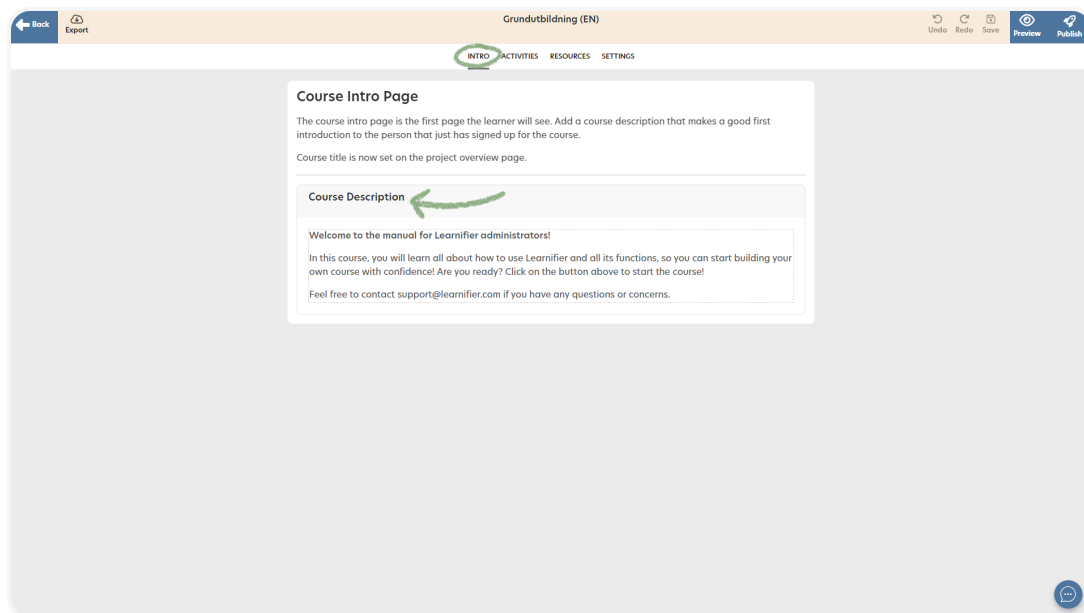 Back
Export
Grundutbildning (EN)
Undo Redo Save Preview Publish
INTRO ACTIVITIES RESOURCES SETTINGS
Course Intro Page
The course intro page is the first page the learner will see. Add a course description that makes a good first
introduction to the person that just has signed up for the course.
Course title is now set on the project overview page.
Course Description
Welcome to the manual for Learnifier administrators!
In this course, you will learn all about how to use Learnifier and all its functions, so you can start building your
own course with confidence! Are you ready? Click on the button above to start the course!
Feel free to contact support@learnifier.com if you have any questions or concerns.